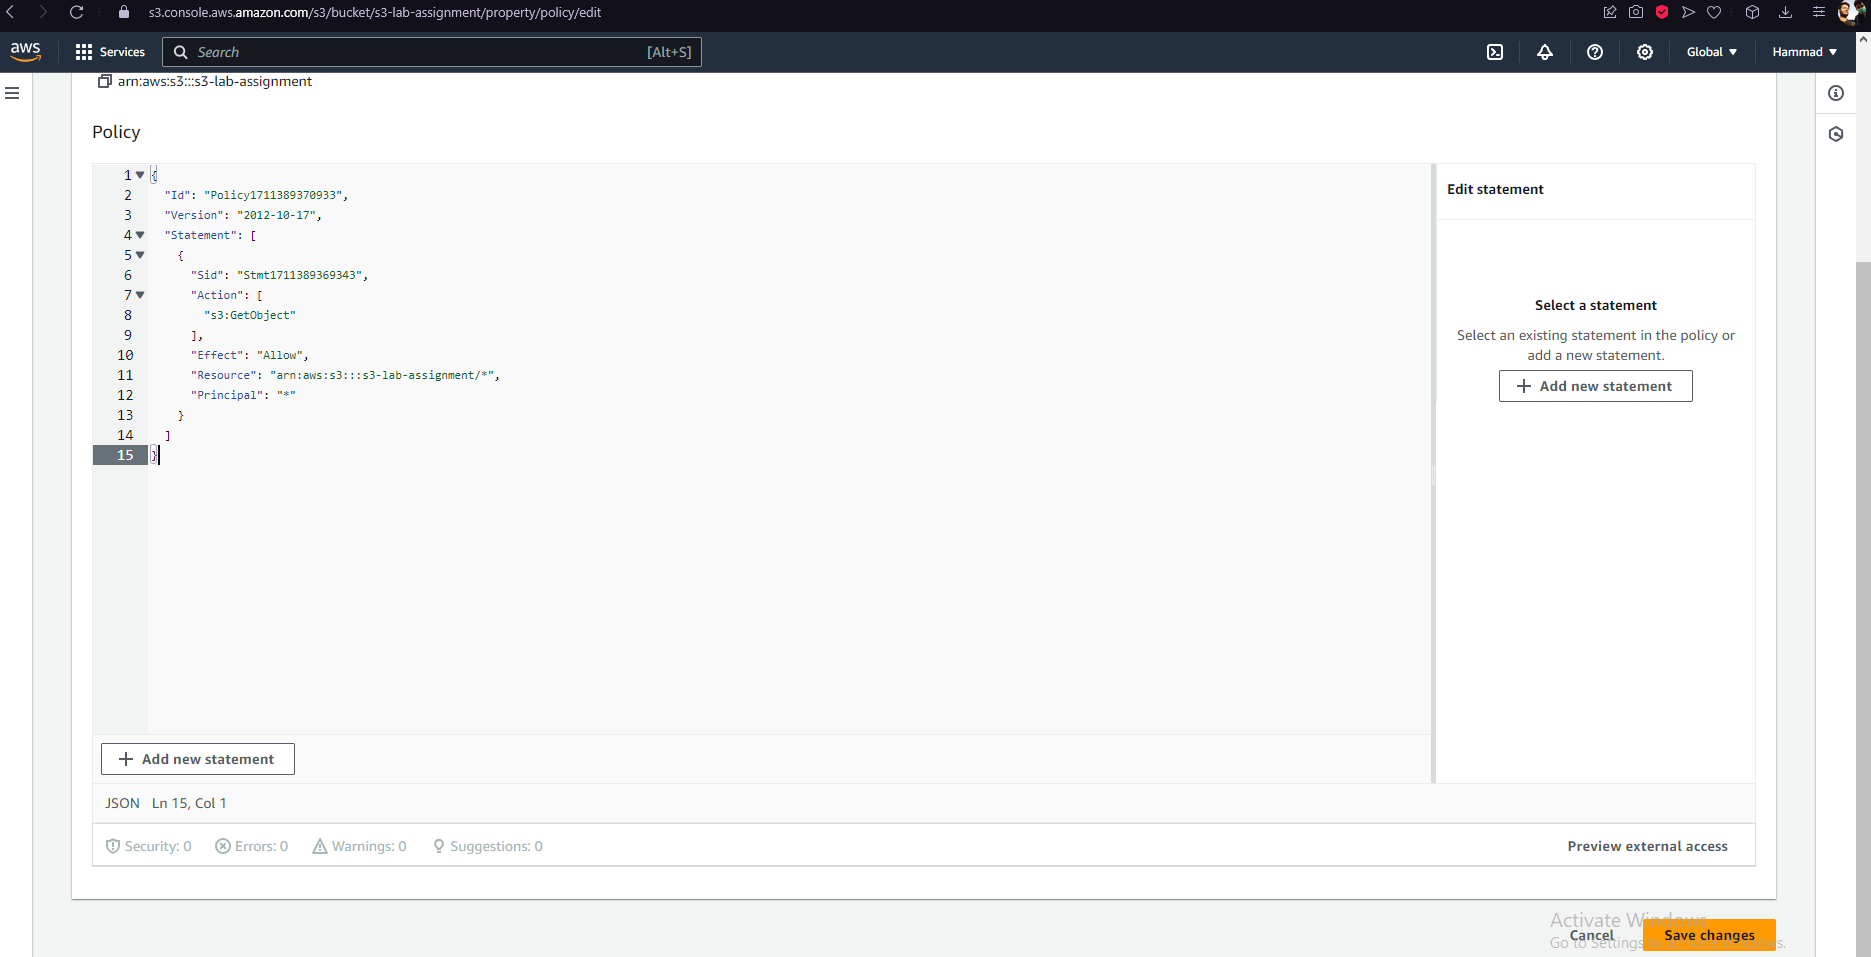 s3.console.aws.amazon.com/s3/bucket/s3-lab-assignment/property/policy/edit
aws
Services
Search
[Alt+S]
Global
Hammad
arn:aws:s3:::s3-lab-assignment
Policy
1 {
2 "Id": "Policy1711389370933",
3 "Version": "2012-10-17",
4 "Statement": [
5 {
6 "Sid": "Stmt1711389369343",
7 "Action": [
8 "s3:GetObject"
9 ],
10 "Effect": "Allow",
11 "Resource": "arn:aws:s3:::s3-lab-assignment/*",
12 "Principal": "*"
13 }
14 ]
15 }
Edit statement
Select a statement
Select an existing statement in the policy or
add a new statement.
+ Add new statement
+ Add new statement
JSON Ln 15, Col 1
Security: 0 Errors: 0 Warnings: 0 Suggestions: 0
Preview external access
Activate Windows
Go to Settings
Cancel
Save changes